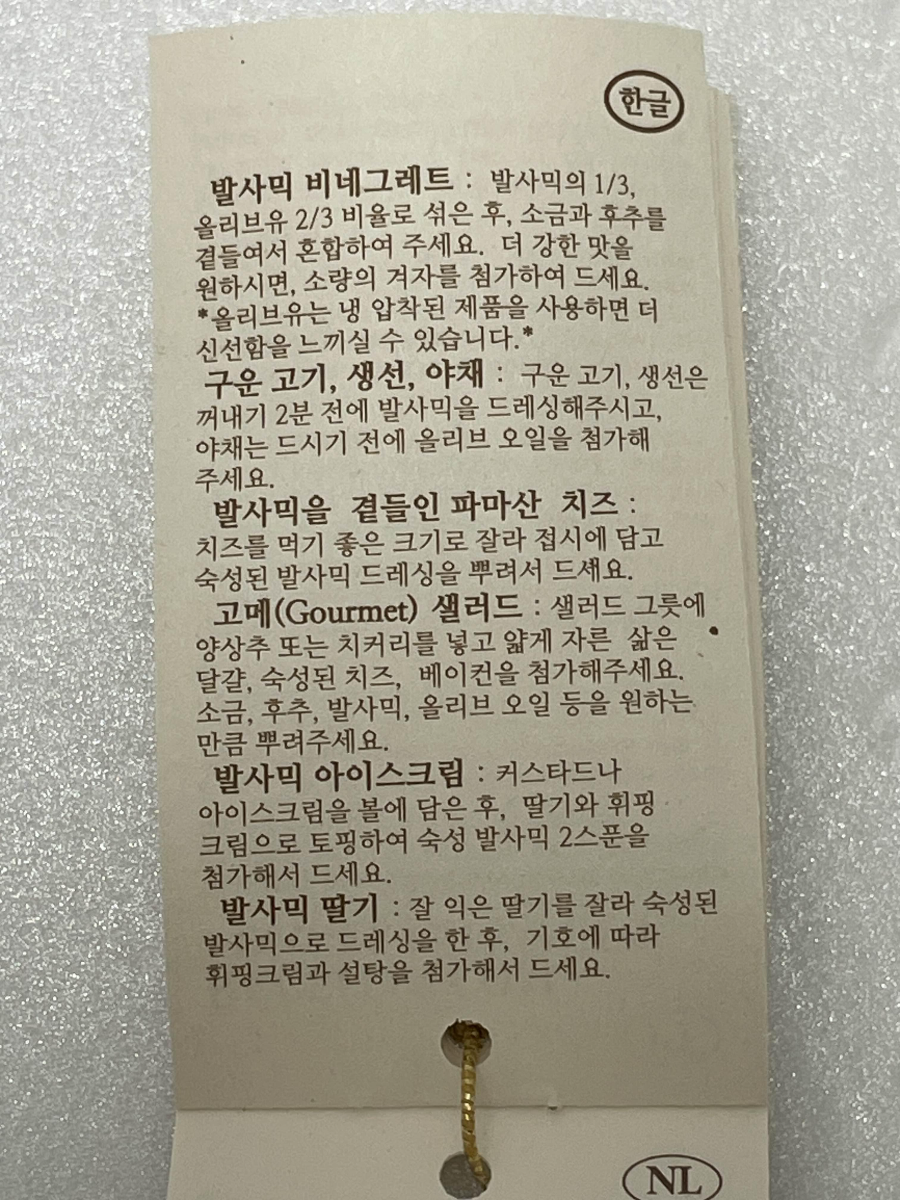 한글
발사믹 비네그레트 : 발사믹의 1/3,
올리브유 2/3 비율로 섞은 후, 소금과 후추를
곁들여서 혼합하여 주세요. 더 강한 맛을
원하시면, 소량의 겨자를 첨가하여 드세요.
*올리브유는 냉 압착된 제품을 사용하면 더
신선함을 느끼실 수 있습니다.*
구운 고기, 생선, 야채 : 구운 고기, 생선은
꺼내기 2분 전에 발사믹을 드레싱해주시고,
야채는 드시기 전에 올리브 오일을 첨가해
주세요.
발사믹을 곁들인 파마산 치즈 :
치즈를 먹기 좋은 크기로 잘라 접시에 담고
숙성된 발사믹 드레싱을 뿌려서 드세요.
고메(Gourmet) 샐러드 : 샐러드 그릇에
양상추 또는 치커리를 넣고 얇게 자른 삶은
달걀, 숙성된 치즈, 베이컨을 첨가해주세요.
소금, 후추, 발사믹, 올리브 오일 등을 원하는
만큼 뿌려주세요.
발사믹 아이스크림 : 커스타드나
아이스크림을 볼에 담은 후, 딸기와 휘핑
크림으로 토핑하여 숙성 발사믹 2스푼을
첨가해서 드세요.
발사믹 딸기 : 잘 익은 딸기를 잘라 숙성된
발사믹으로 드레싱을 한 후, 기호에 따라
휘핑크림과 설탕을 첨가해서 드세요.
NL